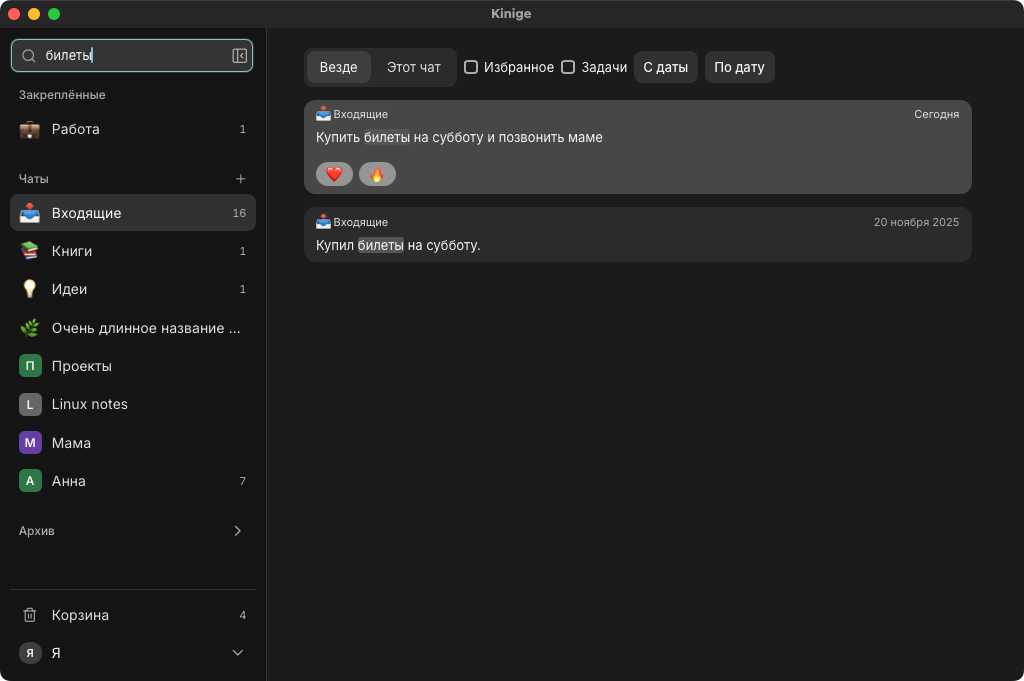 Kinige
билеты
Закреплённые
Работа 1
Чаты
Входящие 16
Книги 1
Идеи 1
Очень длинное название ...
П Проекты
L Linux notes
М Мама
А Анна 7
Архив
Корзина 4
Я Я
Везде Этот чат Избранное Задачи С даты По дату
Входящие Сегодня
Купить билеты на субботу и позвонить маме
Входящие 20 ноября 2025
Купил билеты на субботу.